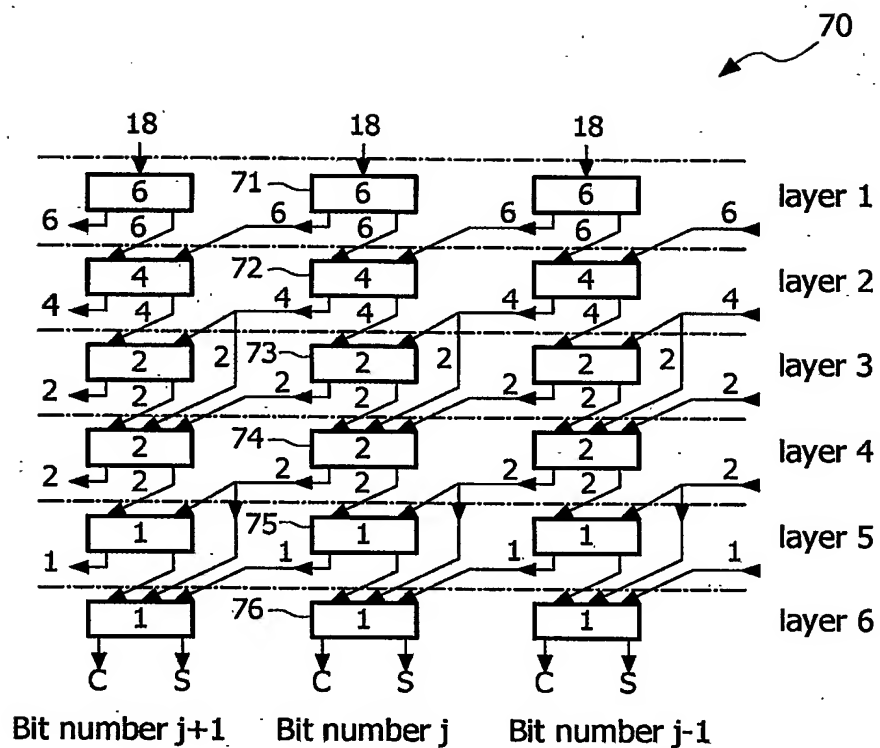 70
18 18 18
6 71 6 6 layer 1
6 6 6 6 6 6 6
4 72 4 4 layer 2
4 4 4 4 4 4 4
2 2 73 2 2 2 2 layer 3
2 2 2 2 2 2 2
2 74 2 2 layer 4
2 2 2 2 2 2 2
1 75 1 1 layer 5
1 1 1 1
1 76 1 1 layer 6
C S C S C S
Bit number j+1 Bit number j Bit number j-1